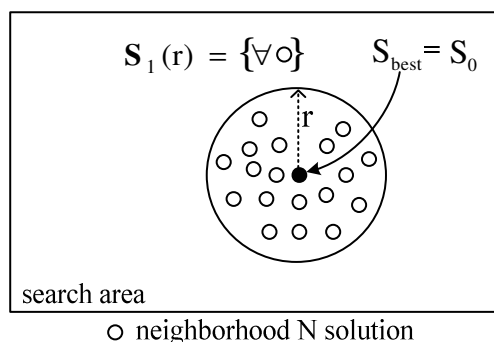 S₁(r) = {∀○} S_best = S₀
r
search area
○ neighborhood N solution